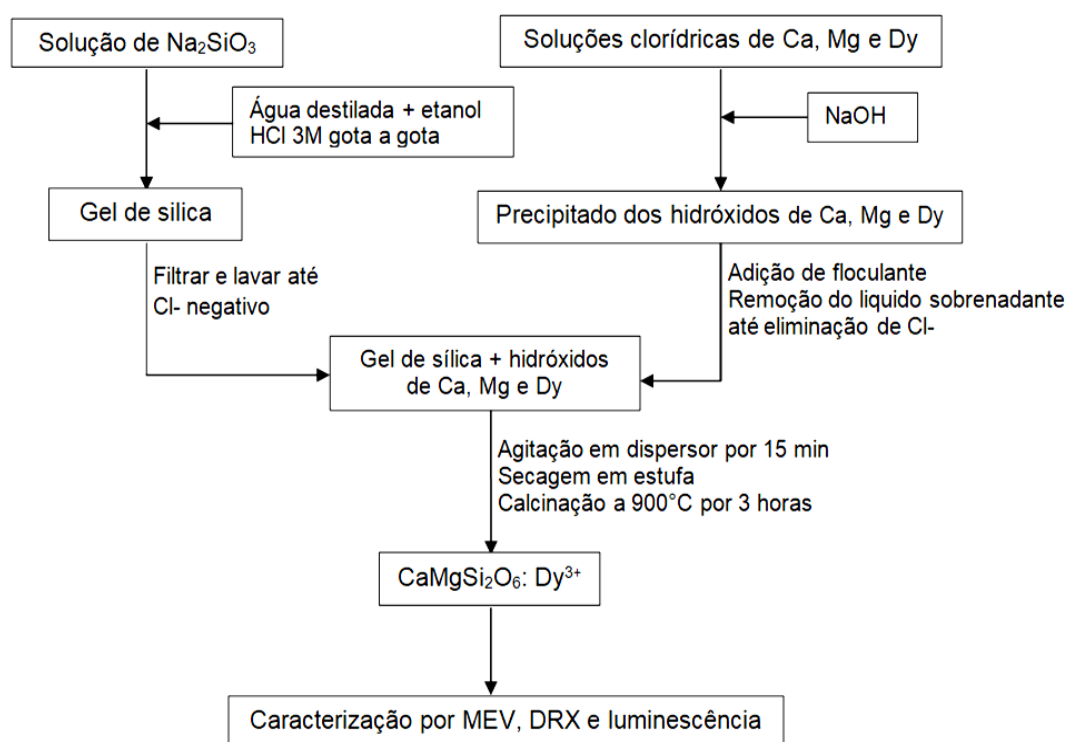 Solução de Na₂SiO₃
Soluções clorídricas de Ca, Mg e Dy
Água destilada + etanol
HCl 3M gota a gota
NaOH
Gel de silica
Precipitado dos hidróxidos de Ca, Mg e Dy
Filtrar e lavar até
Cl- negativo
Adição de floculante
Remoção do liquido sobrenadante
até eliminação de Cl-
Gel de sílica + hidróxidos
de Ca, Mg e Dy
Agitação em dispersor por 15 min
Secagem em estufa
Calcinação a 900°C por 3 horas
CaMgSi₂O₆: Dy³⁺
Caracterização por MEV, DRX e luminescência